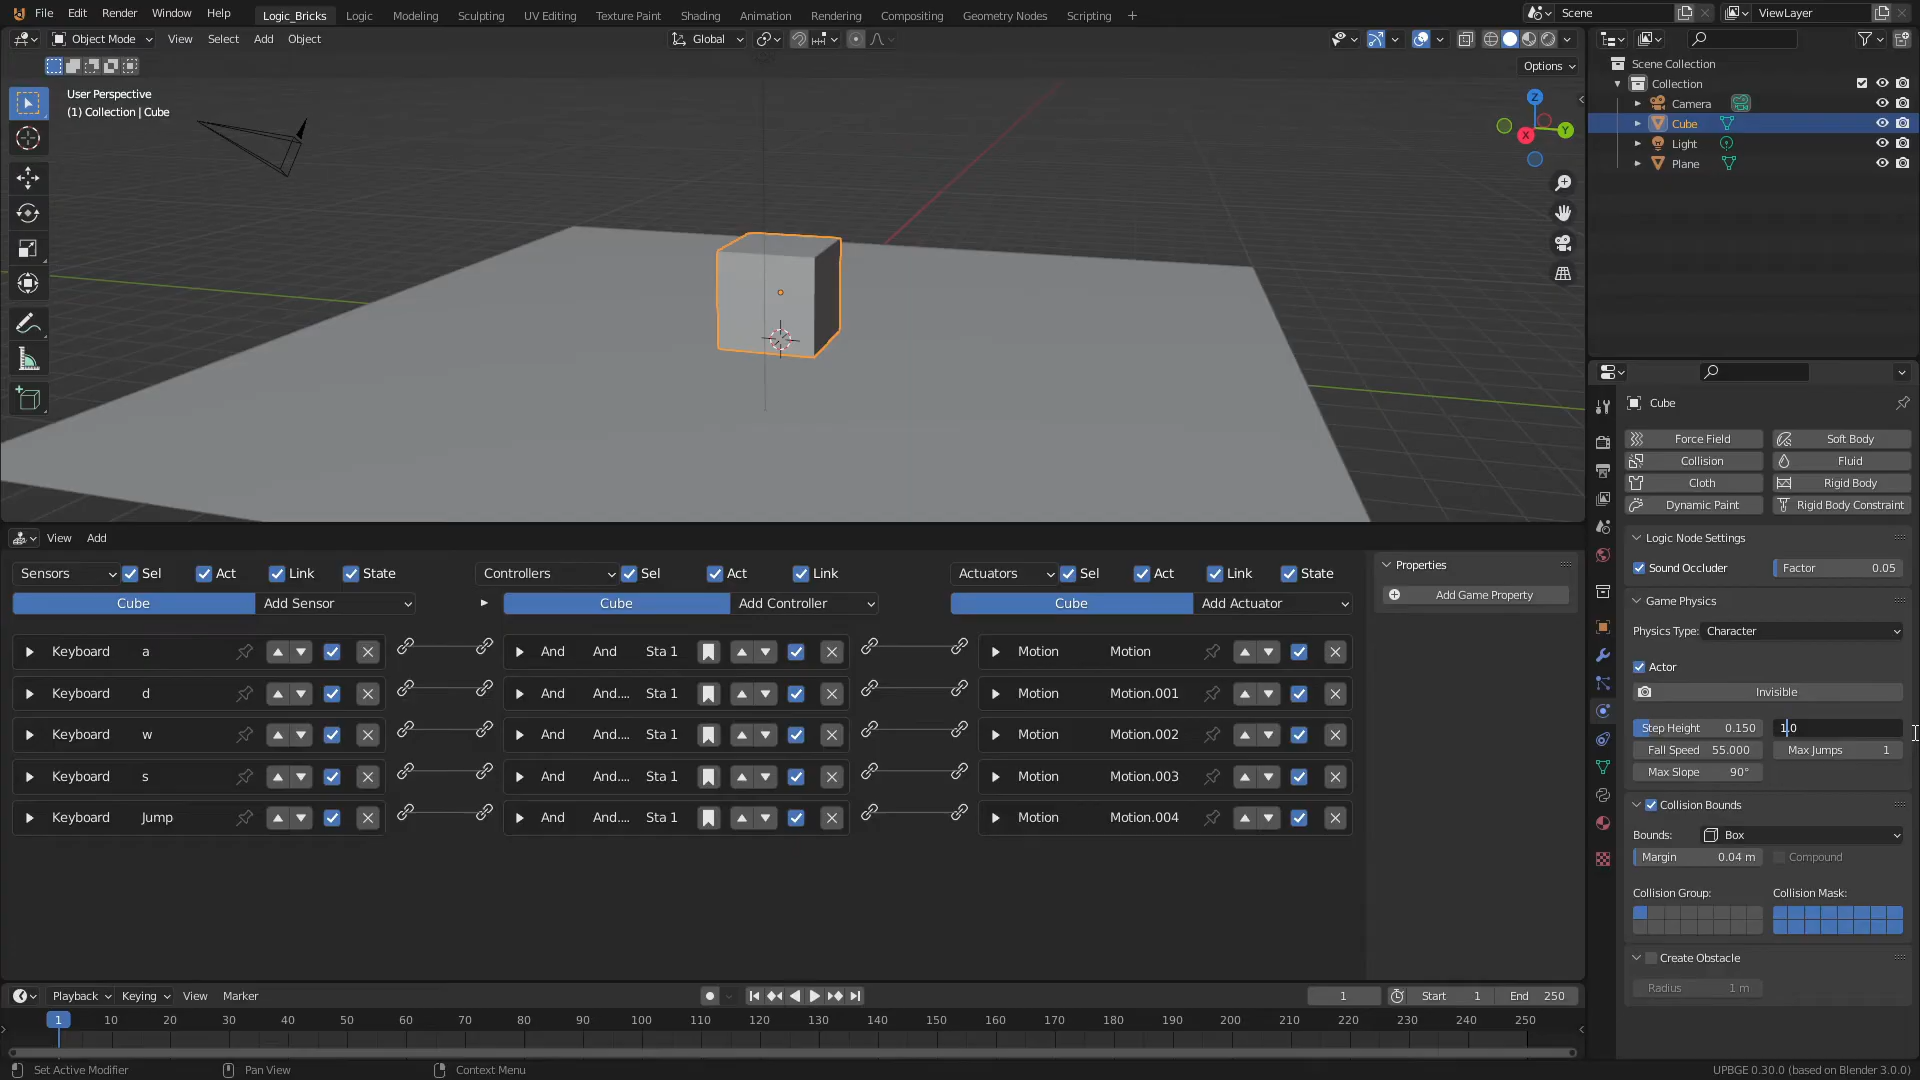 File Edit Render Window Help Logic_Bricks Logic Modeling Sculpting UV Editing Texture Paint Shading Animation Rendering Compositing Geometry Nodes Scripting + Scene ViewLayer
Object Mode View Select Add Object Global
Options
User Perspective
(1) Collection | Cube
Z
X
Y
Scene Collection
Collection
Camera
Cube
Light
Plane
Cube
Force Field Soft Body
Collision Fluid
Cloth Rigid Body
Dynamic Paint Rigid Body Constraint
Logic Node Settings
Sound Occluder Factor 0.05
Game Physics
Physics Type: Character
Actor
Invisible
Step Height 0.150 1.0
Fall Speed 55.000 Max Jumps 1
Max Slope 90°
Collision Bounds
Bounds: Box
Margin 0.04 m Compound
Collision Group: Collision Mask:
Create Obstacle
Radius 1 m
View Add
Sensors Sel Act Link State Controllers Sel Act Link Actuators Sel Act Link State
Cube Add Sensor Cube Add Controller Cube Add Actuator
Keyboard a And And Sta 1 Motion Motion
Keyboard d And And.... Sta 1 Motion Motion.001
Keyboard w And And.... Sta 1 Motion Motion.002
Keyboard s And And.... Sta 1 Motion Motion.003
Keyboard Jump And And.... Sta 1 Motion Motion.004
Properties
Add Game Property
Playback Keying View Marker 1 Start 1 End 250
1 10 20 30 40 50 60 70 80 90 100 110 120 130 140 150 160 170 180 190 200 210 220 230 240 250
Set Active Modifier Pan View Context Menu UPBGE 0.30.0 (based on Blender 3.0.0)